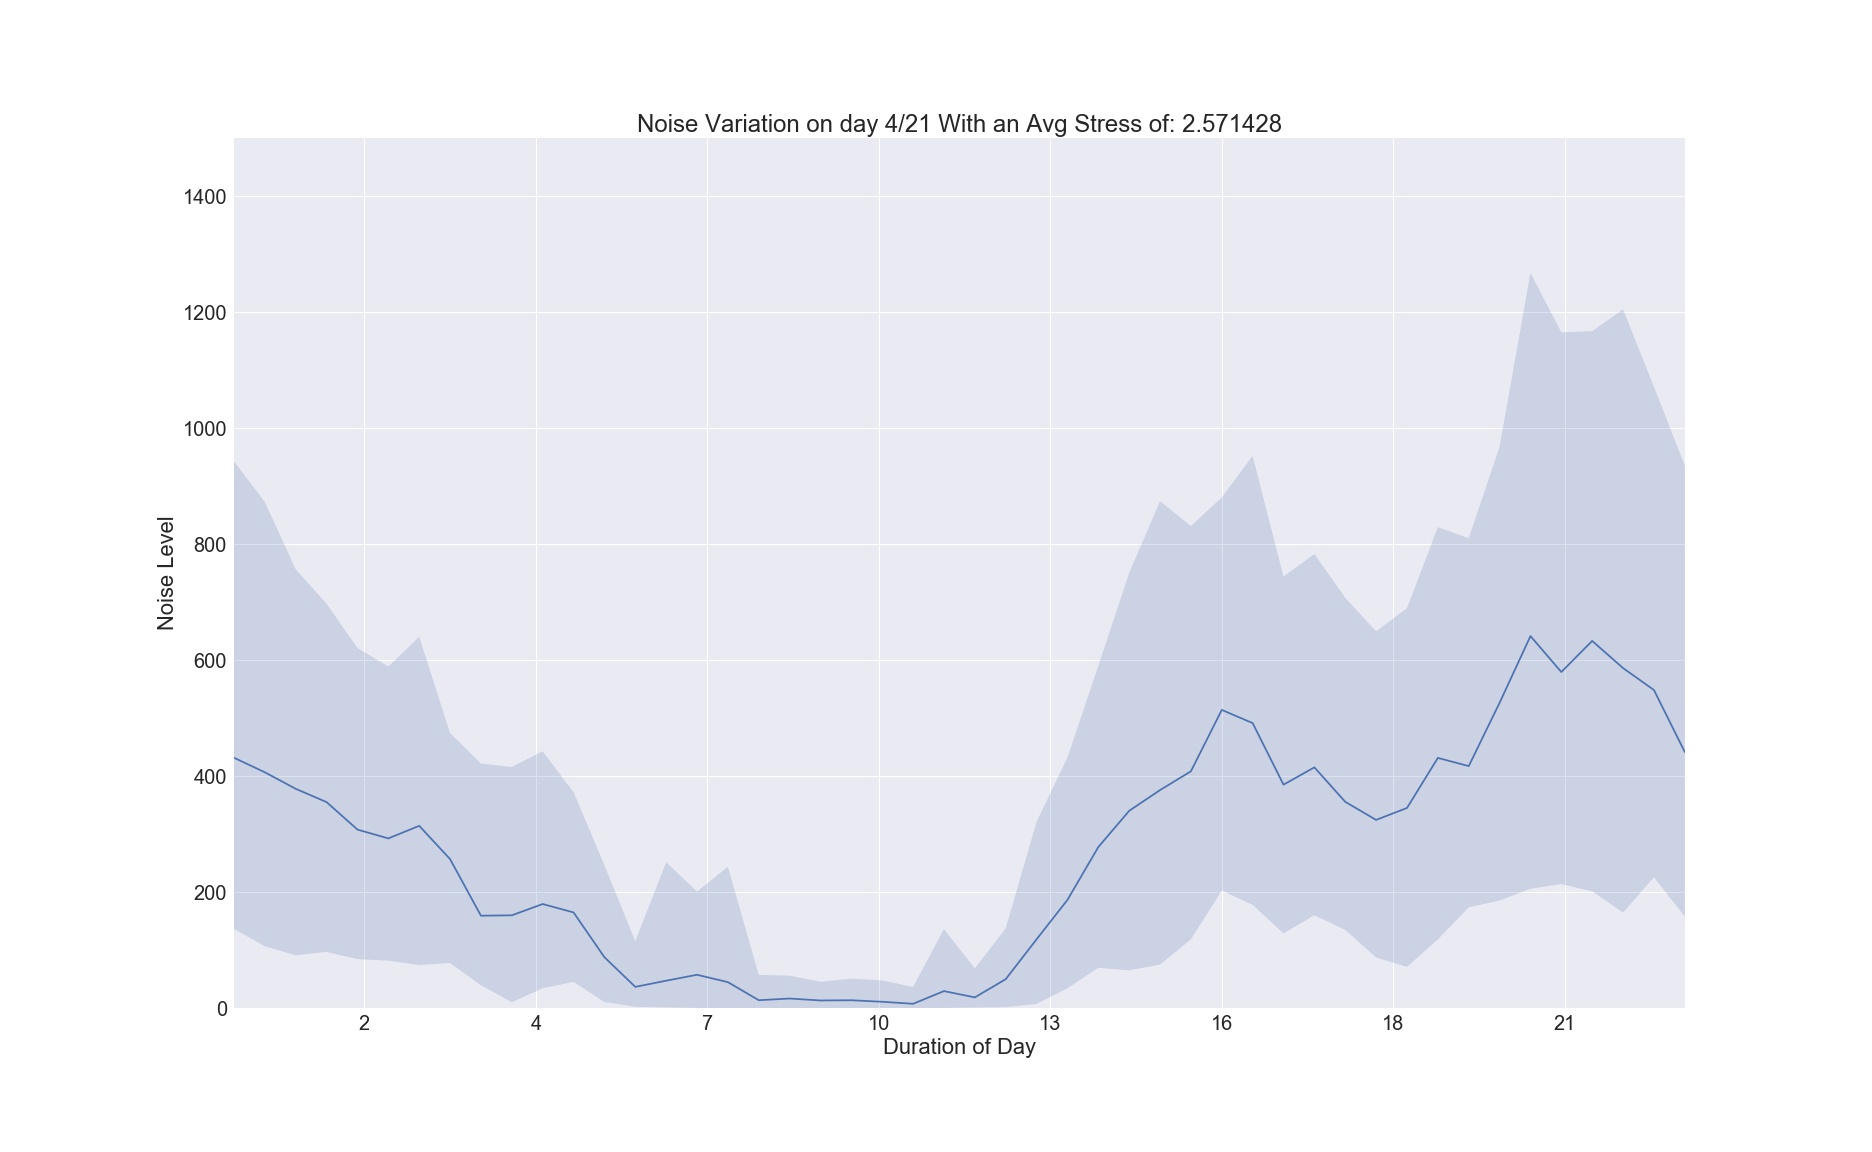 Noise Variation on day 4/21 With an Avg Stress of: 2.571428
1400
1200
1000
800
600
400
200
0
Noise Level
2 4 7 10 13 16 18 21
Duration of Day